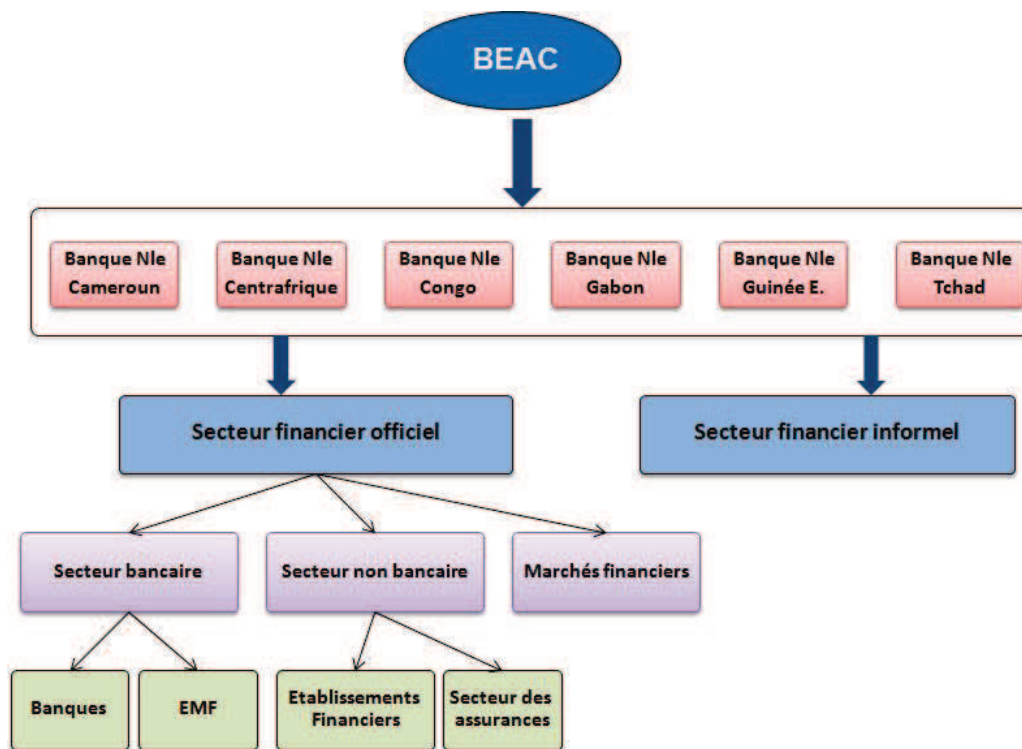 BEAC
Banque Nle
Cameroun
Banque Nle
Centrafrique
Banque Nle
Congo
Banque Nle
Gabon
Banque Nle
Guinée E.
Banque Nle
Tchad
Secteur financier officiel
Secteur financier informel
Secteur bancaire
Secteur non bancaire
Marchés financiers
Banques
EMF
Etablissements
Financiers
Secteur des
assurances